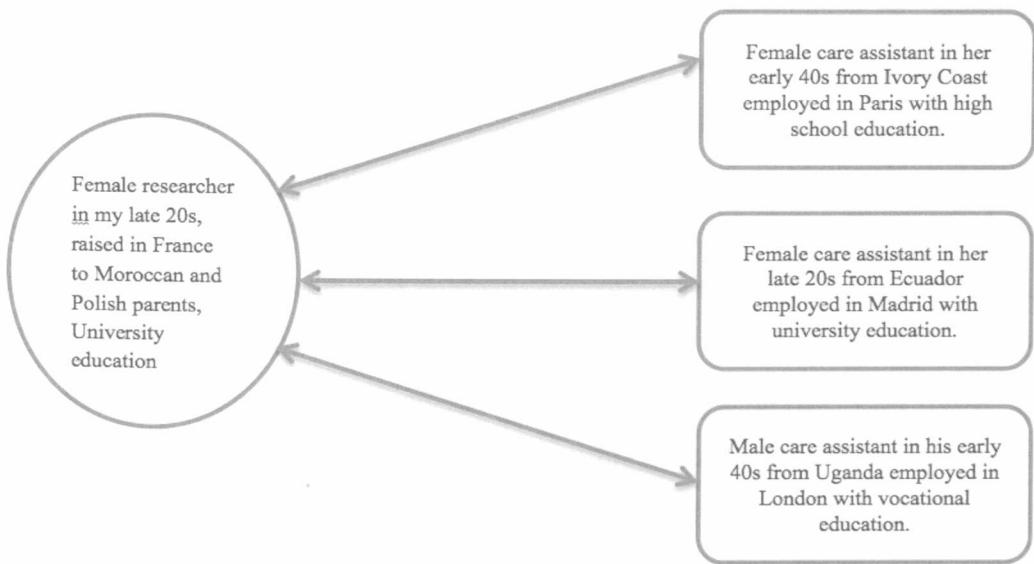 Female researcher
in my late 20s,
raised in France
to Moroccan and
Polish parents,
University
education
Female care assistant in her
early 40s from Ivory Coast
employed in Paris with high
school education.
Female care assistant in her
late 20s from Ecuador
employed in Madrid with
university education.
Male care assistant in his early
40s from Uganda employed in
London with vocational
education.